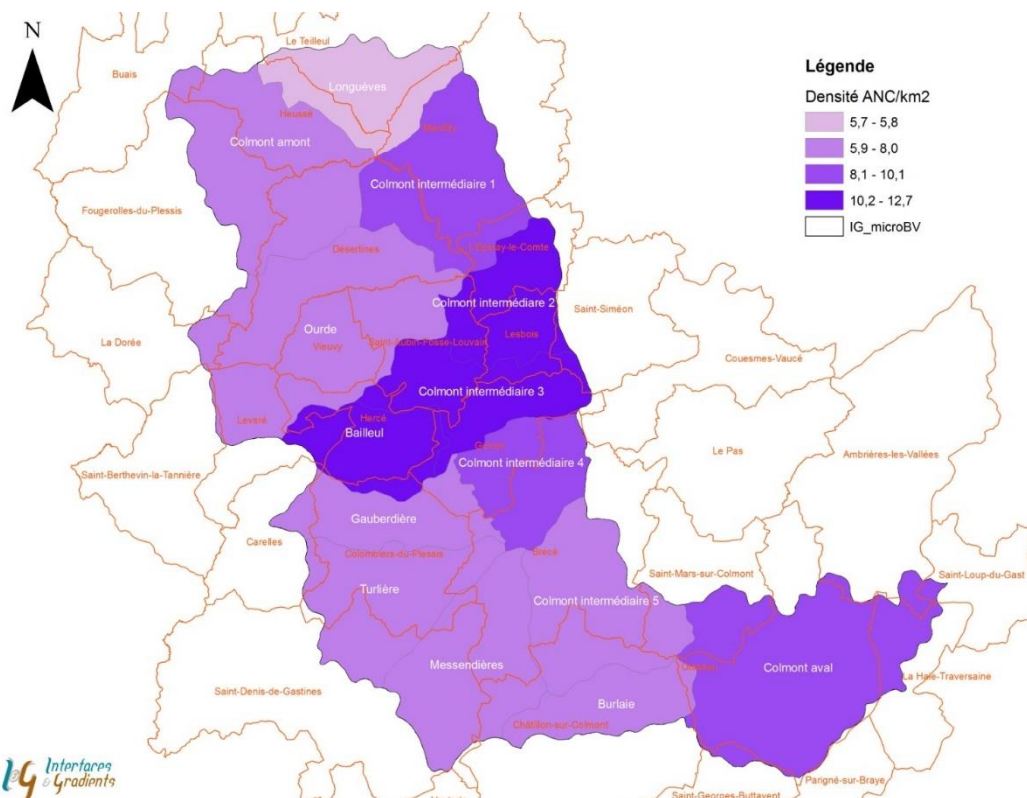 N
Le Teilleul
Buais
Longuèves
Heussé
Mantilly
Colmont amont
Colmont intermédiaire 1
Fougerolles-du-Plessis
Désertines
L'Epinay-le-Comte
Colmont intermédiaire 2
Saint-Siméon
Ourde
Vieuvy
Saint-Aubin-Fosse-Louvain
Lesbois
La Dorée
Couesmes-Vaucé
Colmont intermédiaire 3
Levaré
Hercé
Bailleul
Gorron
Le Pas
Ambrières-les-Vallées
Colmont intermédiaire 4
Saint-Berthevin-la-Tannière
Gauberdière
Carelles
Colombiers-du-Plessis
Brecé
Saint-Mars-sur-Colmont
Saint-Loup-du-Gast
Turlière
Colmont intermédiaire 5
Messendières
Colmont aval
La Haie-Traversaine
Saint-Denis-de-Gastines
Burlaie
Châtillon-sur-Colmont
Parigné-sur-Braye
Saint-Georges-Buttavent
Légende
Densité ANC/km2
5,7 - 5,8
5,9 - 8,0
8,1 - 10,1
10,2 - 12,7
IG_microBV
I&G Interfaces
& Gradients